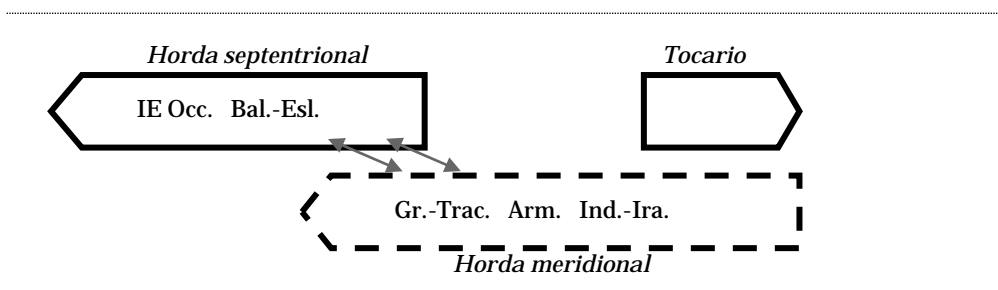 Horda septentrional Tocario
IE Occ. Bal.-Esl.
Gr.-Trac. Arm. Ind.-Ira.
Horda meridional